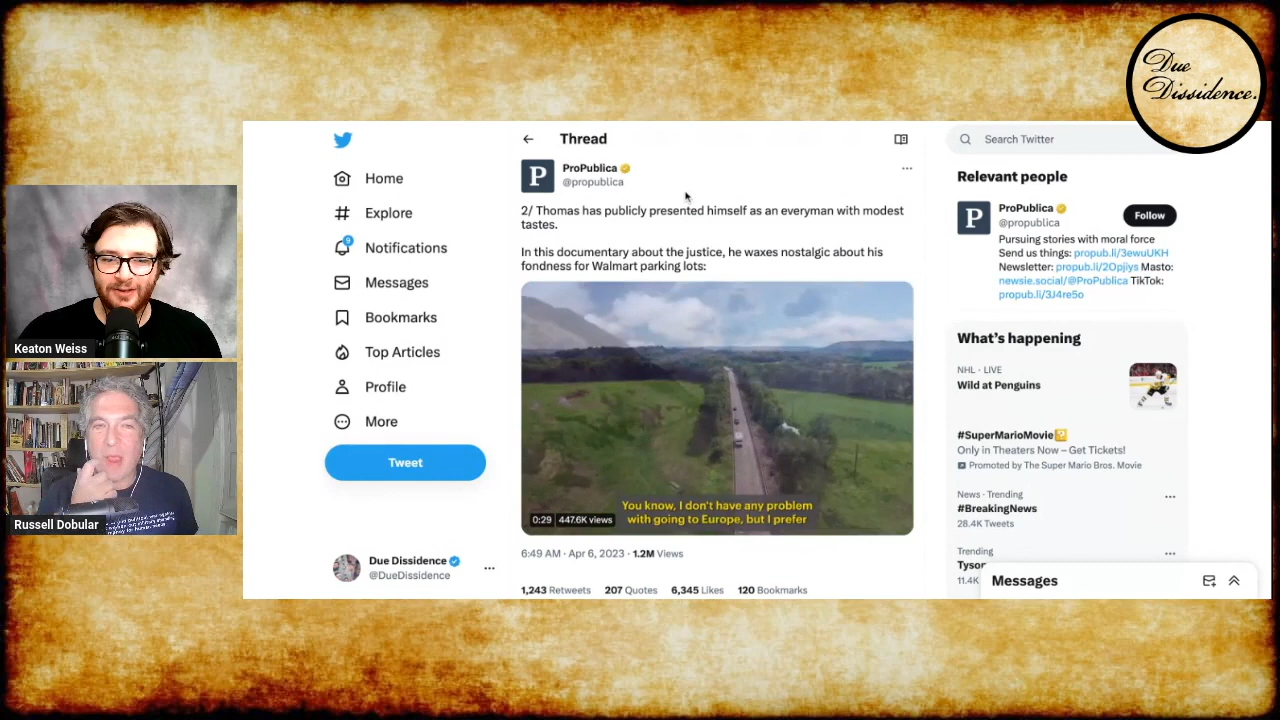 Due
Dissidence.
Thread
Search Twitter
Home
Explore
9
Notifications
Messages
Bookmarks
Top Articles
Profile
More
Tweet
Due Dissidence
@DueDissidence
P
ProPublica
@propublica
2/ Thomas has publicly presented himself as an everyman with modest
tastes.
In this documentary about the justice, he waxes nostalgic about his
fondness for Walmart parking lots:
You know, I don't have any problem
with going to Europe, but I prefer
0:29 447.6K views
6:49 AM · Apr 6, 2023 · 1.2M Views
1,243 Retweets 207 Quotes 6,345 Likes 120 Bookmarks
Relevant people
P
ProPublica
@propublica
Follow
Pursuing stories with moral force
Send us things: propub.li/3ewuUKH
Newsletter: propub.li/2Opjiys Masto:
newsie.social/@ProPublica TikTok:
propub.li/3J4re5o
What's happening
NHL · LIVE
Wild at Penguins
#SuperMarioMovie
Only in Theaters Now – Get Tickets!
Promoted by The Super Mario Bros. Movie
News · Trending
#BreakingNews
28.4K Tweets
Trending
Tyson
11.4K
Messages
Keaton Weiss
Russell Dobular